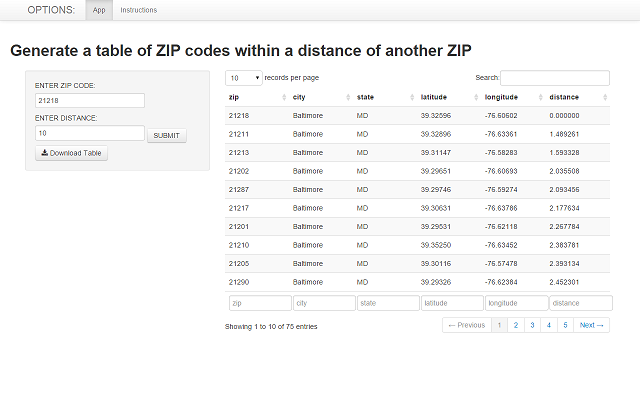 OPTIONS: App Instructions
Generate a table of ZIP codes within a distance of another ZIP
ENTER ZIP CODE:
21218
ENTER DISTANCE:
10 SUBMIT
Download Table
10 records per page Search:
zip city state latitude longitude distance
21218 Baltimore MD 39.32596 -76.60602 0.000000
21211 Baltimore MD 39.32896 -76.63361 1.489261
21213 Baltimore MD 39.31147 -76.58283 1.593328
21202 Baltimore MD 39.29651 -76.60693 2.035508
21287 Baltimore MD 39.29746 -76.59274 2.093456
21217 Baltimore MD 39.30631 -76.63786 2.177634
21201 Baltimore MD 39.29531 -76.62118 2.267784
21210 Baltimore MD 39.35250 -76.63452 2.383781
21205 Baltimore MD 39.30116 -76.57478 2.393134
21290 Baltimore MD 39.29326 -76.62384 2.452301
zip city state latitude longitude distance
Showing 1 to 10 of 75 entries
← Previous 1 2 3 4 5 Next →